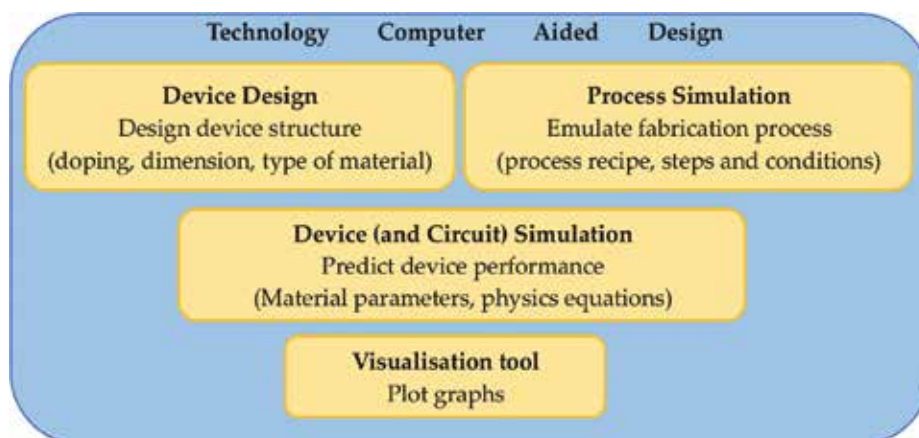 Technology Computer Aided Design
Device Design
Design device structure
(doping, dimension, type of material)
Process Simulation
Emulate fabrication process
(process recipe, steps and conditions)
Device (and Circuit) Simulation
Predict device performance
(Material parameters, physics equations)
Visualisation tool
Plot graphs